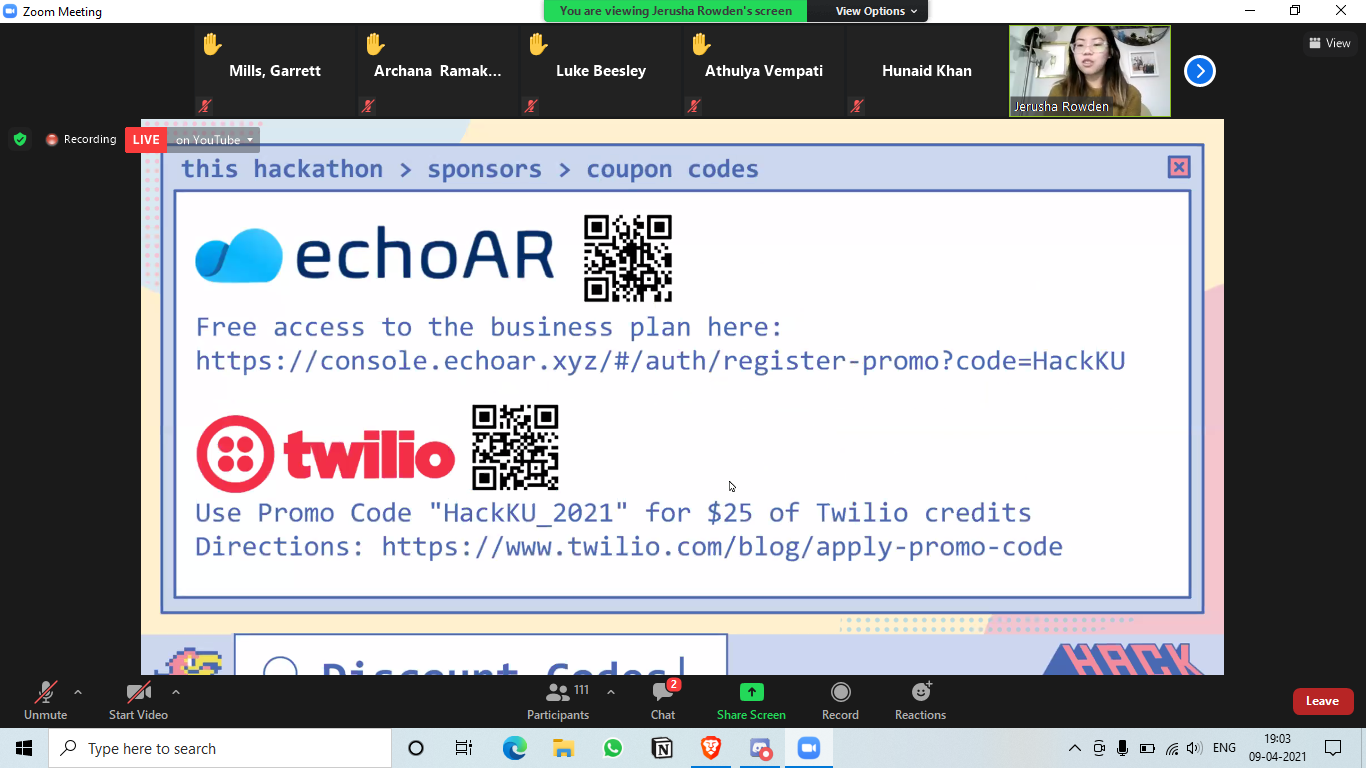 Zoom Meeting
You are viewing Jerusha Rowden's screen
View Options
Mills, Garrett
Archana Ramak...
Luke Beesley
Athulya Vempati
Hunaid Khan
Jerusha Rowden
View
Recording
LIVE
on YouTube
this hackathon > sponsors > coupon codes
echoAR
Free access to the business plan here:
https://console.echoar.xyz/#/auth/register-promo?code=HackKU
twilio
Use Promo Code "HackKU_2021" for $25 of Twilio credits
Directions: https://www.twilio.com/blog/apply-promo-code
Discount Codes
HACK
Unmute
Start Video
Participants
111
Chat
2
Share Screen
Record
Reactions
Leave
Type here to search
ENG
19:03
09-04-2021